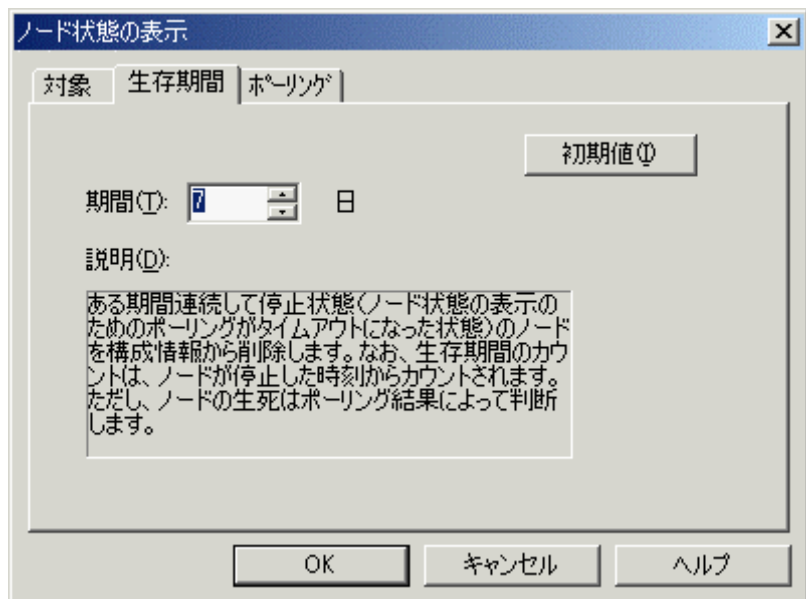 ノード状態の表示
対象 生存期間 ﾎﾟｰﾘﾝｸﾞ
初期値(I)
期間(T): 7 日
説明(D):
ある期間連続して停止状態(ノード状態の表示の
ためのポーリングがタイムアウトになった状態)のノード
を構成情報から削除します。なお、生存期間のカウ
ントは、ノードが停止した時刻からカウントされます。
ただし、ノードの生死はポーリング結果によって判断
します。
OK キャンセル ヘルプ